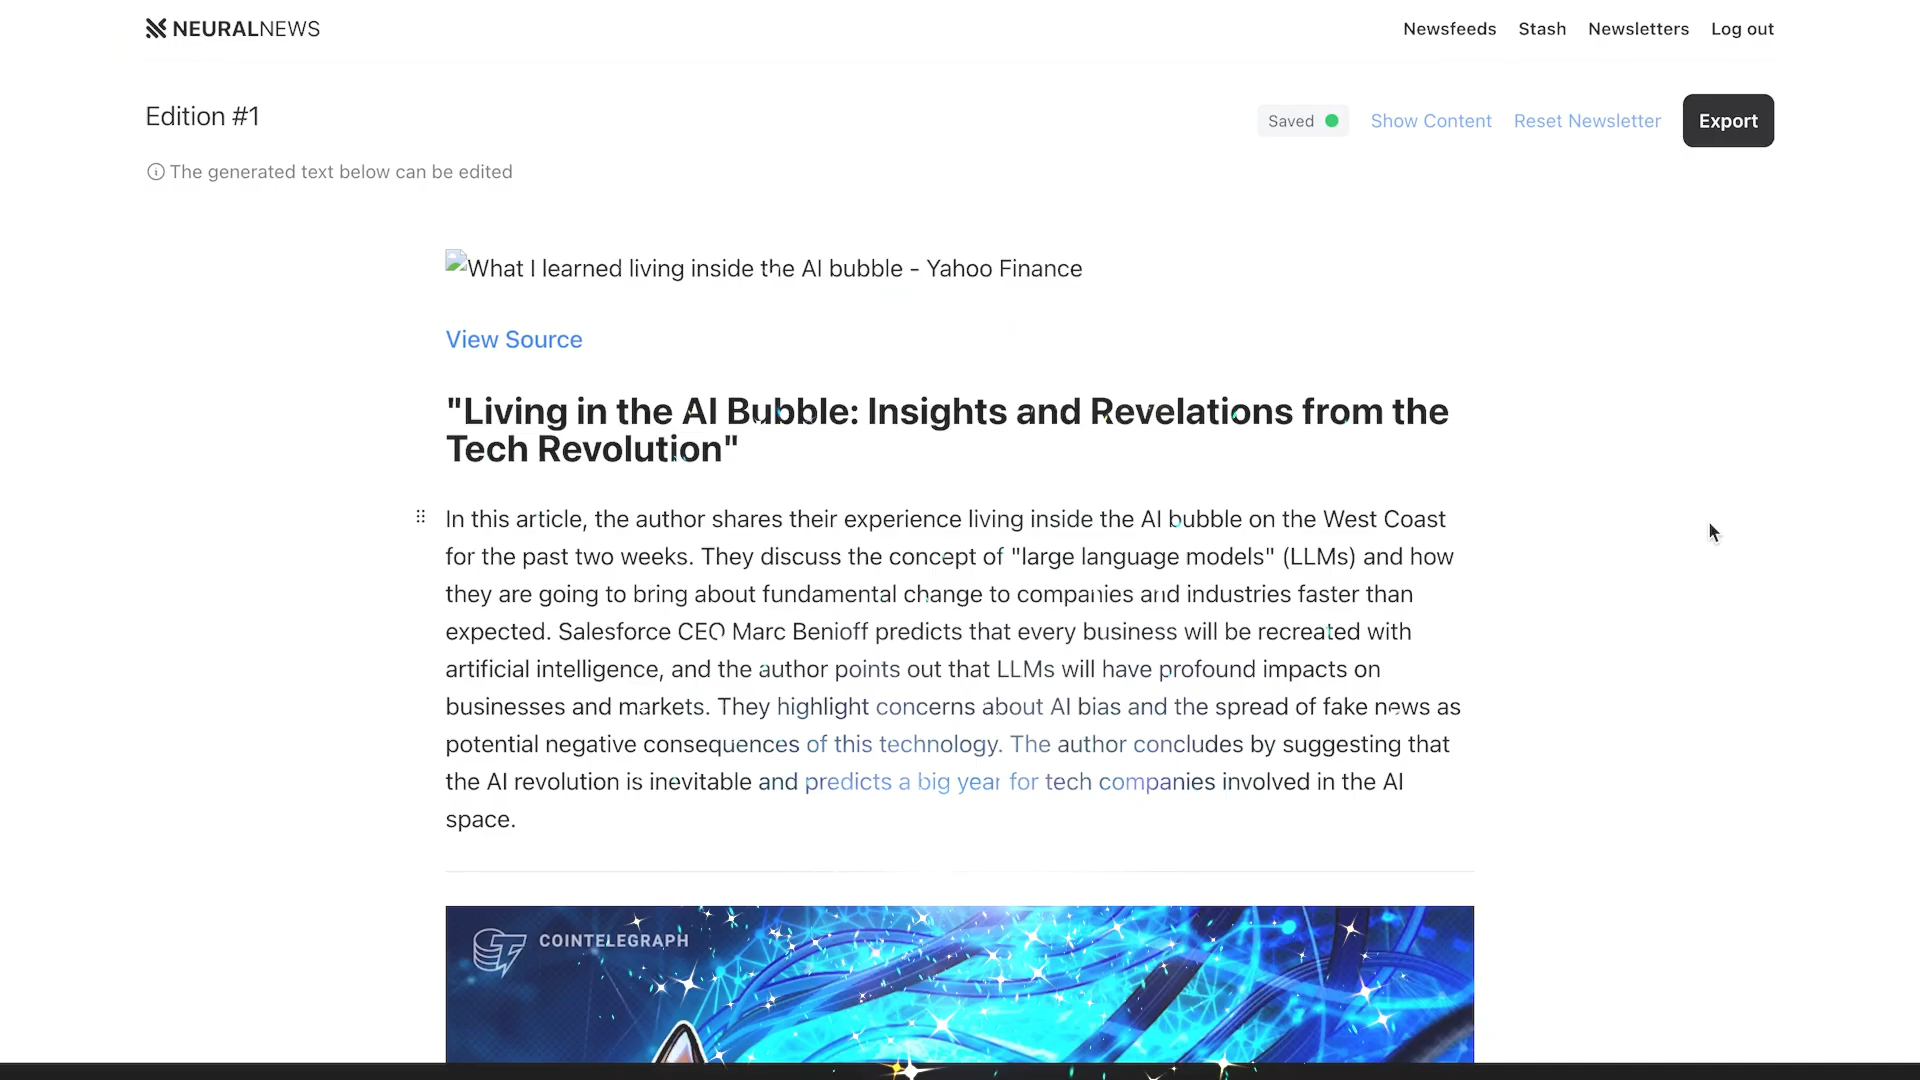 NEURALNEWS
Newsfeeds Stash Newsletters Log out
Edition #1
Saved Show Content Reset Newsletter Export
The generated text below can be edited
What I learned living inside the AI bubble - Yahoo Finance
View Source
"Living in the AI Bubble: Insights and Revelations from the
Tech Revolution"
In this article, the author shares their experience living inside the AI bubble on the West Coast
for the past two weeks. They discuss the concept of "large language models" (LLMs) and how
they are going to bring about fundamental change to companies and industries faster than
expected. Salesforce CEO Marc Benioff predicts that every business will be recreated with
artificial intelligence, and the author points out that LLMs will have profound impacts on
businesses and markets. They highlight concerns about AI bias and the spread of fake news as
potential negative consequences of this technology. The author concludes by suggesting that
the AI revolution is inevitable and predicts a big year for tech companies involved in the AI
space.
COINTELEGRAPH